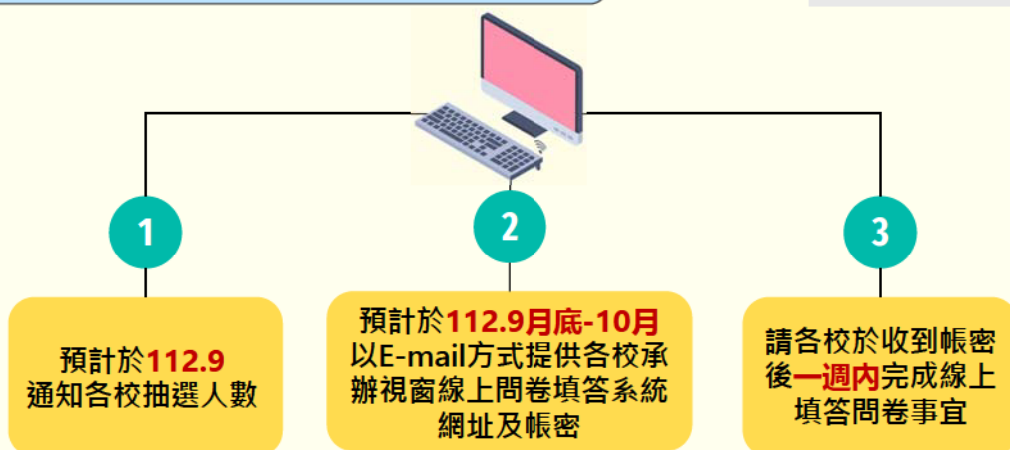 1
預計於112.9
通知各校抽選人數
2
預計於112.9月底-10月
以E-mail方式提供各校承
辦視窗線上問卷填答系統
網址及帳密
3
請各校於收到帳密
後一週內完成線上
填答問卷事宜